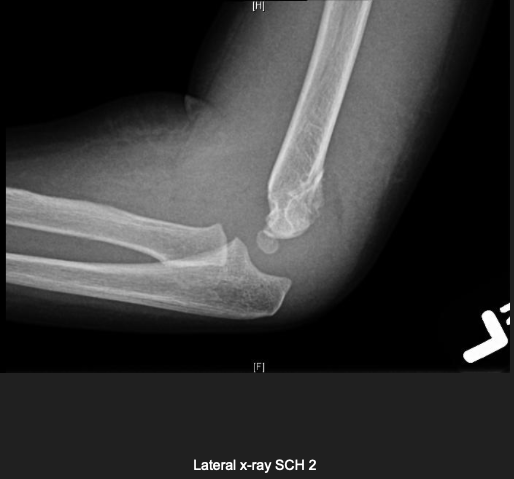 [H]
L
[F]
Lateral x-ray SCH 2